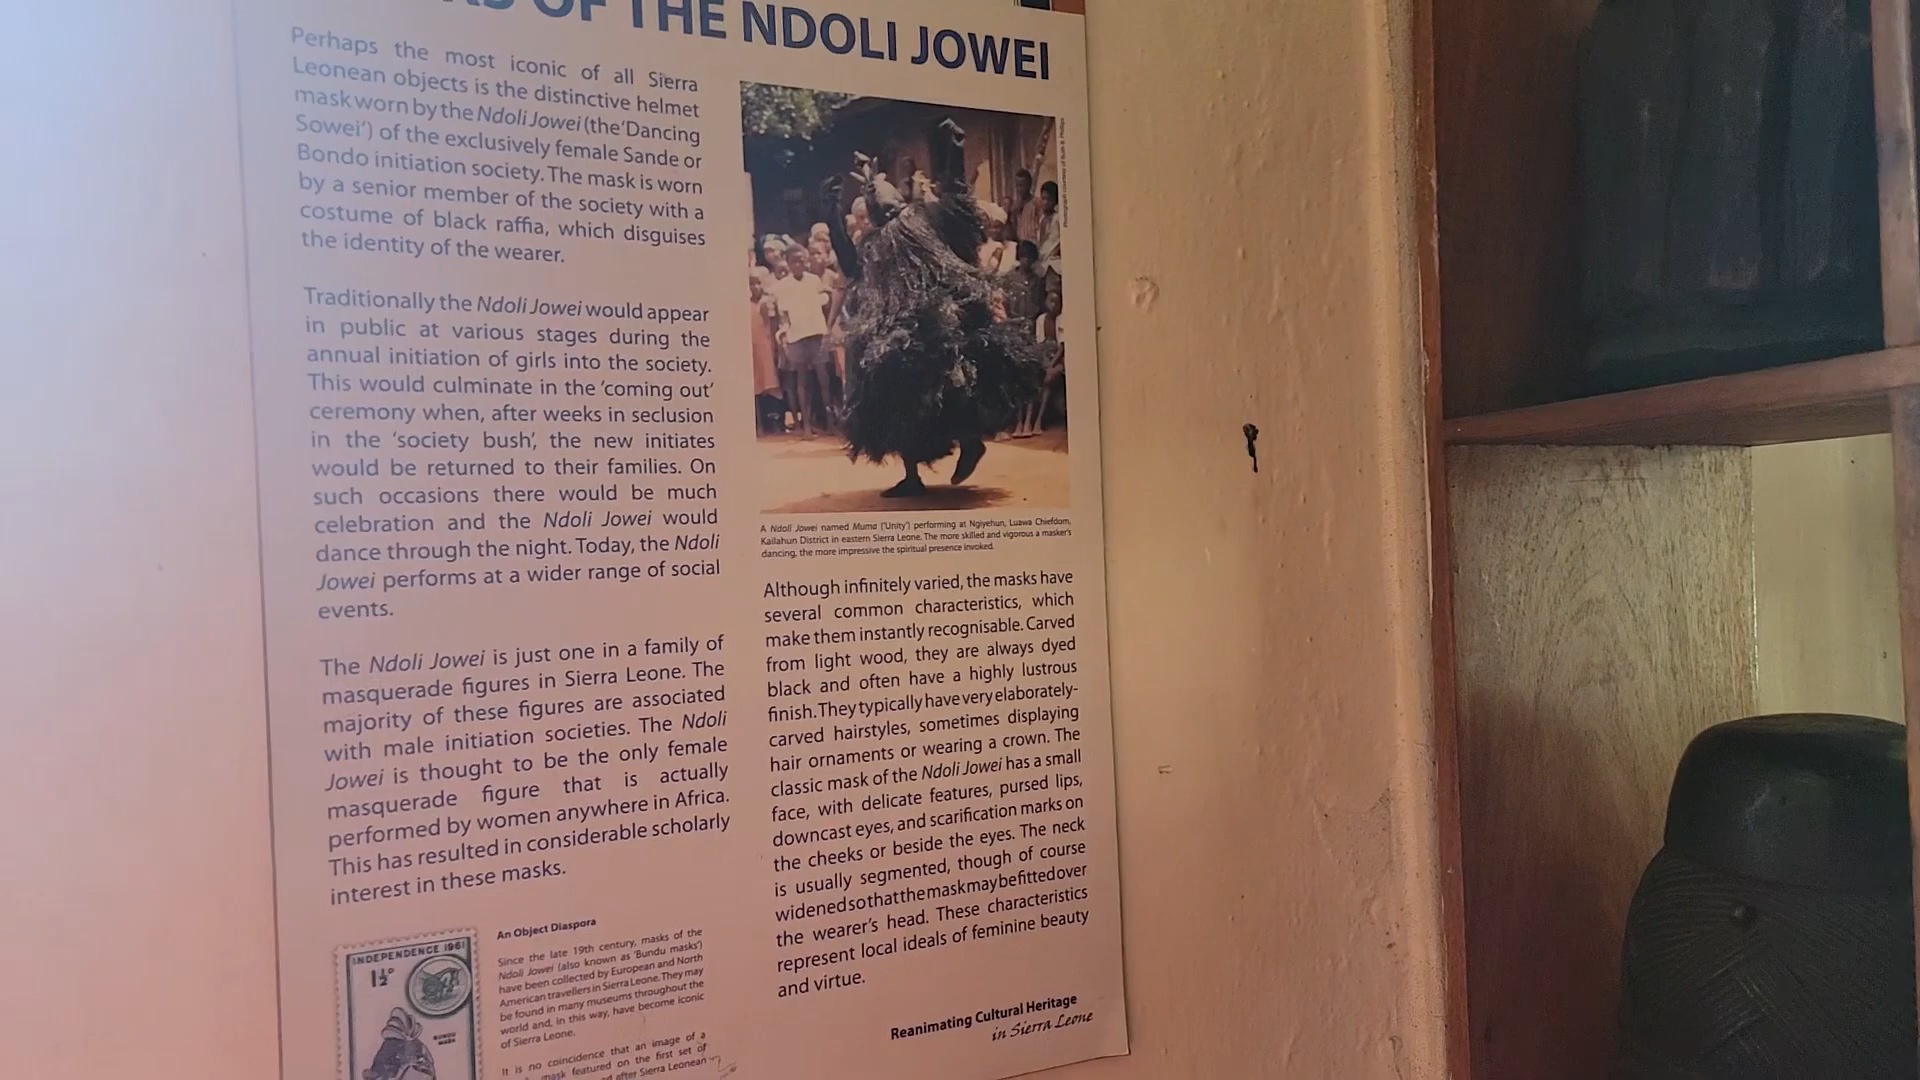 OF THE NDOLI JOWEI
Perhaps the most iconic of all Sierra
Leonean objects is the distinctive helmet
mask worn by the Ndoli Jowei (the 'Dancing
Sowei') of the exclusively female Sande or
Bondo initiation society. The mask is worn
by a senior member of the society with a
costume of black raffia, which disguises
the identity of the wearer.
Traditionally the Ndoli Jowei would appear
in public at various stages during the
annual initiation of girls into the society.
This would culminate in the 'coming out'
ceremony when, after weeks in seclusion
in the 'society bush', the new initiates
would be returned to their families. On
such occasions there would be much
celebration and the Ndoli Jowei would
dance through the night. Today, the Ndoli
Jowei performs at a wider range of social
events.
The Ndoli Jowei is just one in a family of
masquerade figures in Sierra Leone. The
majority of these figures are associated
with male initiation societies. The Ndoli
Jowei is thought to be the only female
masquerade figure that is actually
performed by women anywhere in Africa.
This has resulted in considerable scholarly
interest in these masks.
INDEPENDENCE 1961
1½D
BUNDU
MASK
An Object Diaspora
Since the late 19th century, masks of the
Ndoli Jowei (also known as 'Bundu masks')
have been collected by European and North
American travellers in Sierra Leone. They may
be found in many museums throughout the
world and, in this way, have become iconic
of Sierra Leone.
It is no coincidence that an image of a
mask featured on the first set of
after Sierra Leonean
Photograph courtesy of Ruth B Phillips
A Ndoli Jowei named Muma ('Unity') performing at Ngiyehun, Luawa Chiefdom,
Kailahun District in eastern Sierra Leone. The more skilled and vigorous a masker's
dancing, the more impressive the spiritual presence invoked.
Although infinitely varied, the masks have
several common characteristics, which
make them instantly recognisable. Carved
from light wood, they are always dyed
black and often have a highly lustrous
finish. They typically have very elaborately-
carved hairstyles, sometimes displaying
hair ornaments or wearing a crown. The
classic mask of the Ndoli Jowei has a small
face, with delicate features, pursed lips,
downcast eyes, and scarification marks on
the cheeks or beside the eyes. The neck
is usually segmented, though of course
widened so that the mask may be fitted over
the wearer's head. These characteristics
represent local ideals of feminine beauty
and virtue.
Reanimating Cultural Heritage
in Sierra Leone